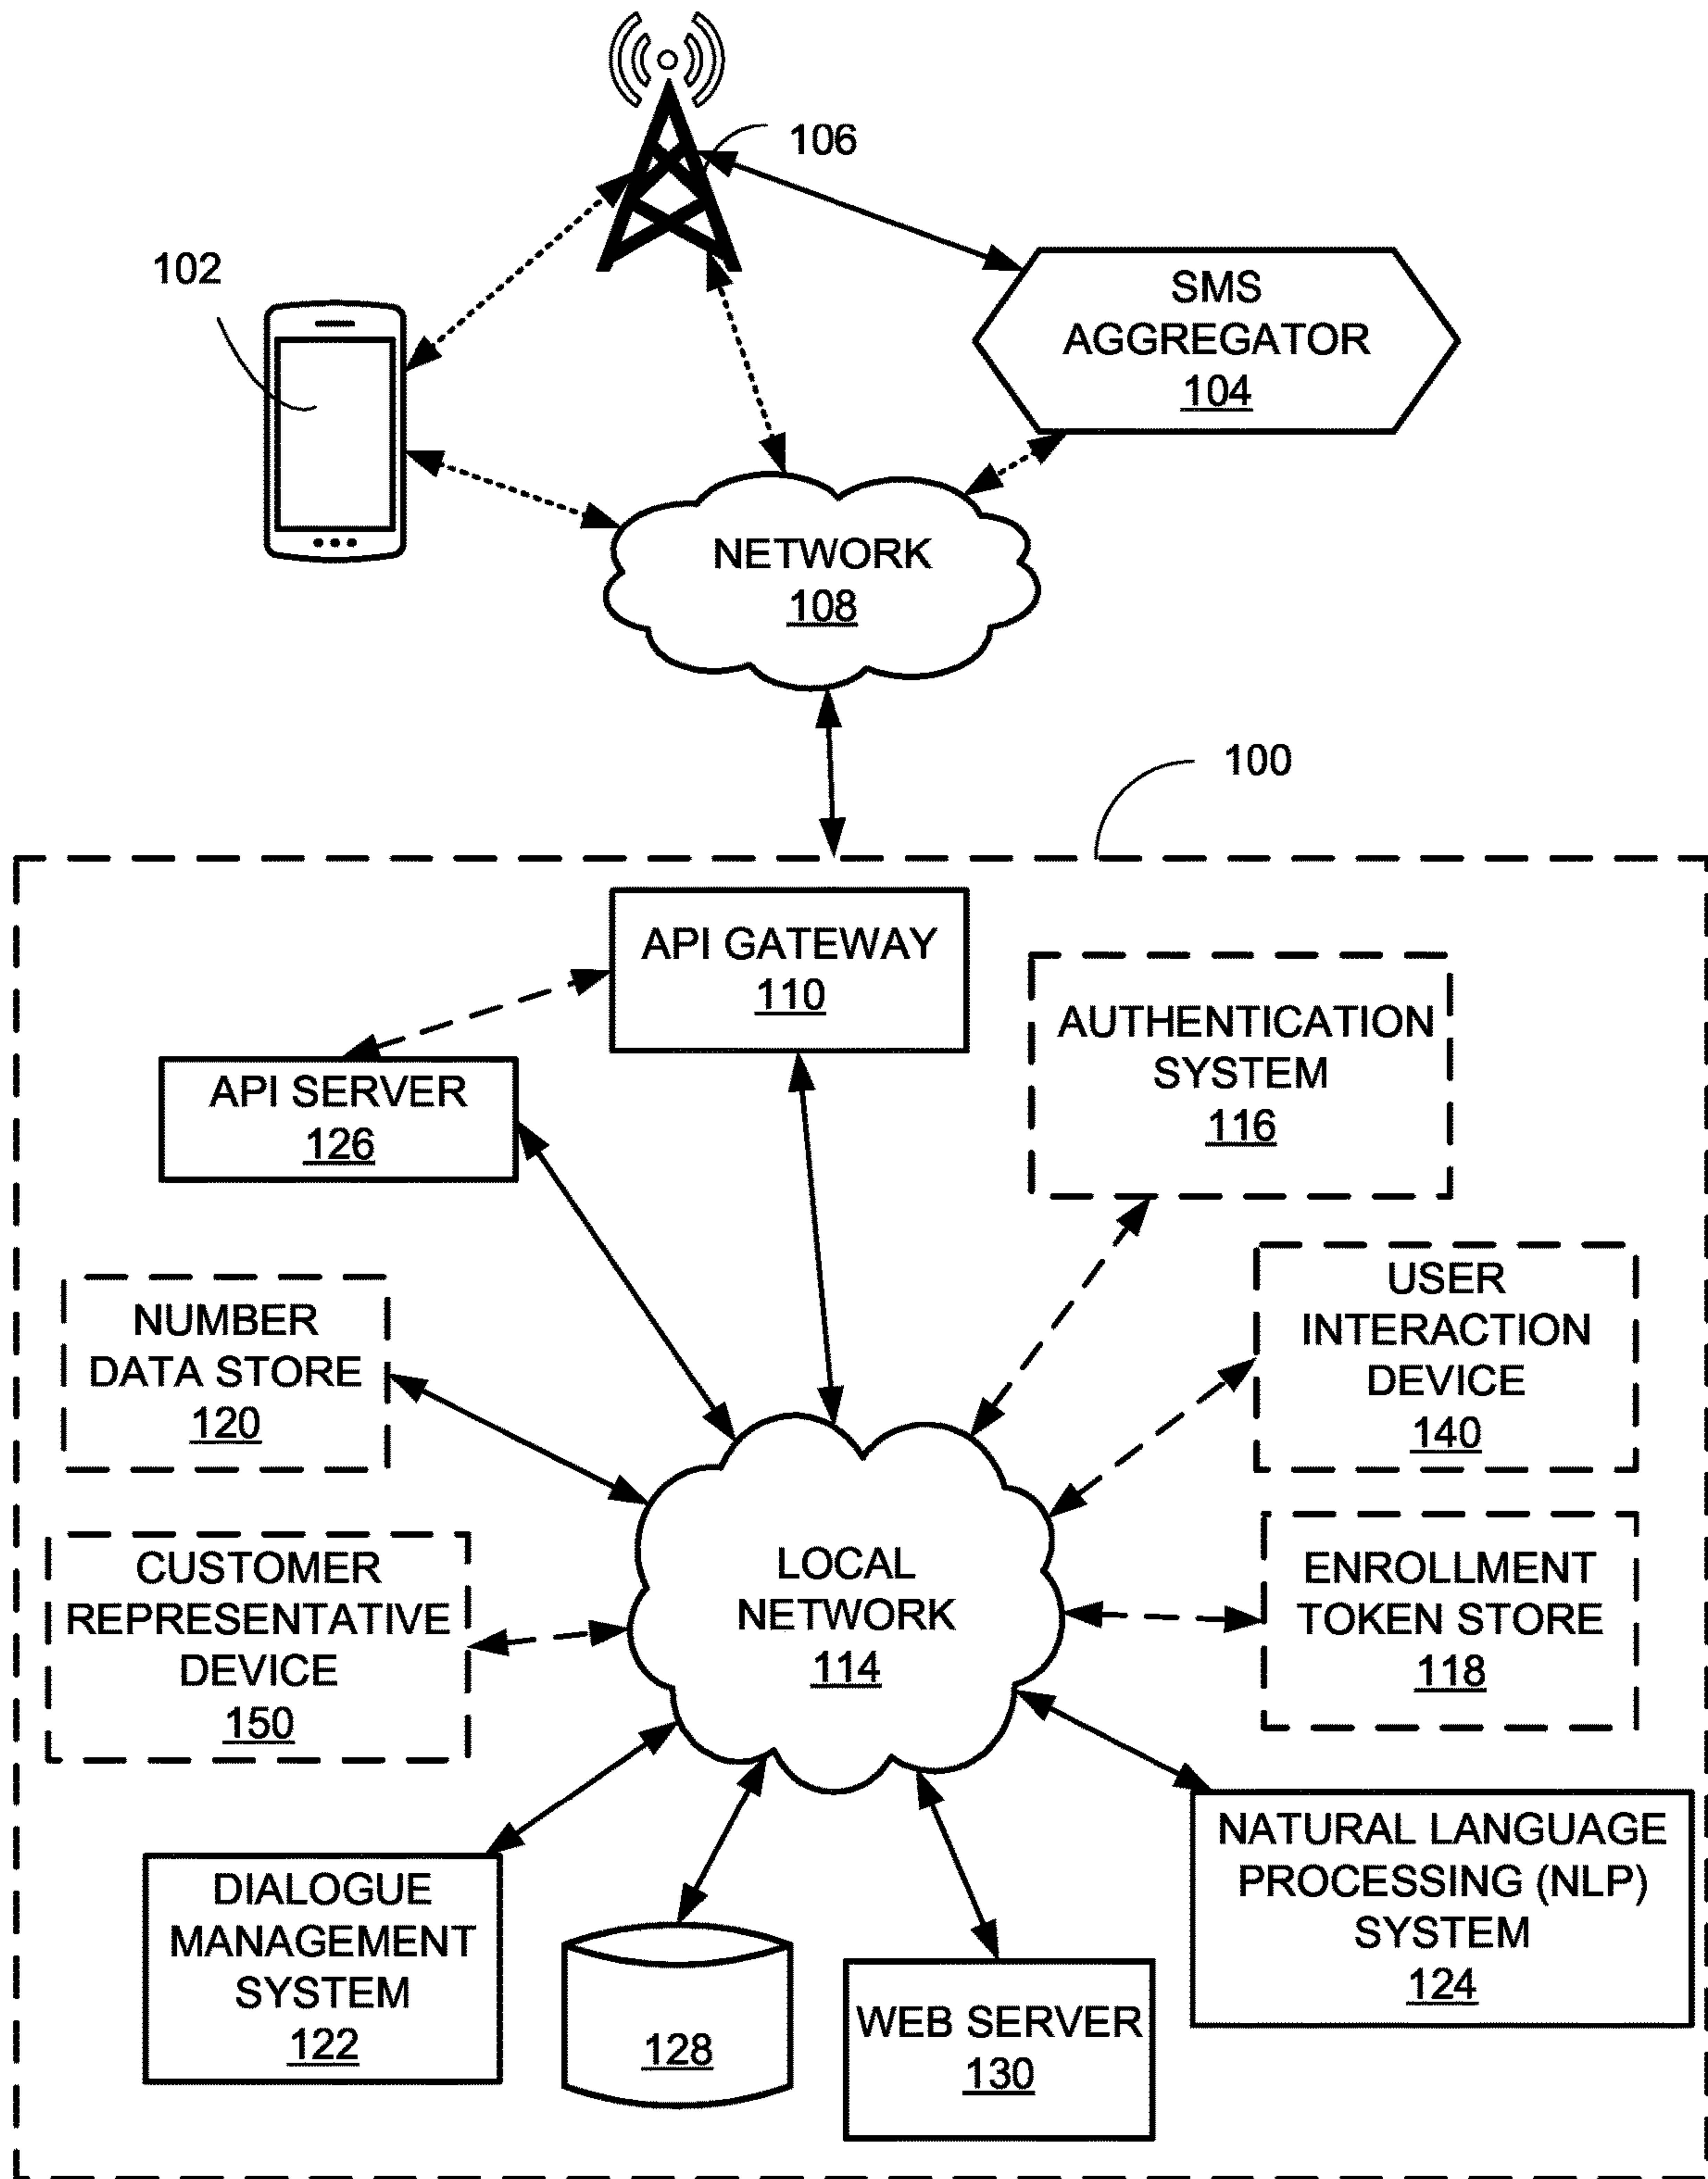 106
102
SMS
AGGREGATOR
104
NETWORK
108
100
API GATEWAY
110
AUTHENTICATION
SYSTEM
116
API SERVER
126
USER
INTERACTION
DEVICE
140
NUMBER
DATA STORE
120
CUSTOMER
REPRESENTATIVE
DEVICE
150
LOCAL
NETWORK
114
ENROLLMENT
TOKEN STORE
118
NATURAL LANGUAGE
PROCESSING (NLP)
SYSTEM
124
DIALOGUE
MANAGEMENT
SYSTEM
122
128
WEB SERVER
130